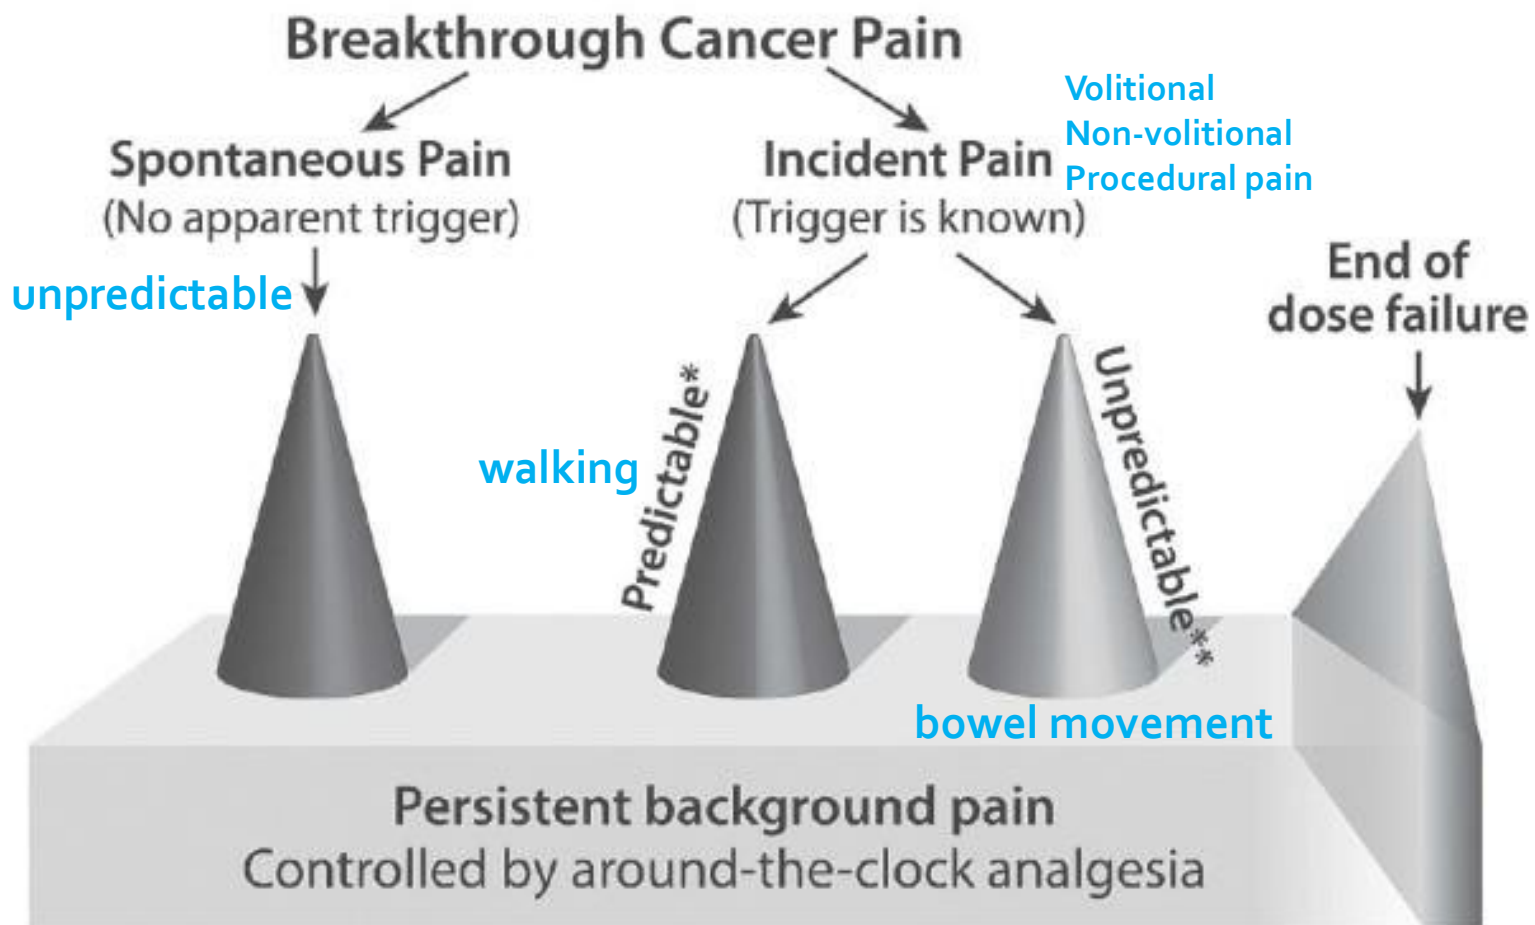 Breakthrough Cancer Pain
Volitional
Non-volitional
Procedural pain
Spontaneous Pain
(No apparent trigger)
Incident Pain
(Trigger is known)
End of
dose failure
unpredictable
walking
Predictable*
Unpredictable**
bowel movement
Persistent background pain
Controlled by around-the-clock analgesia